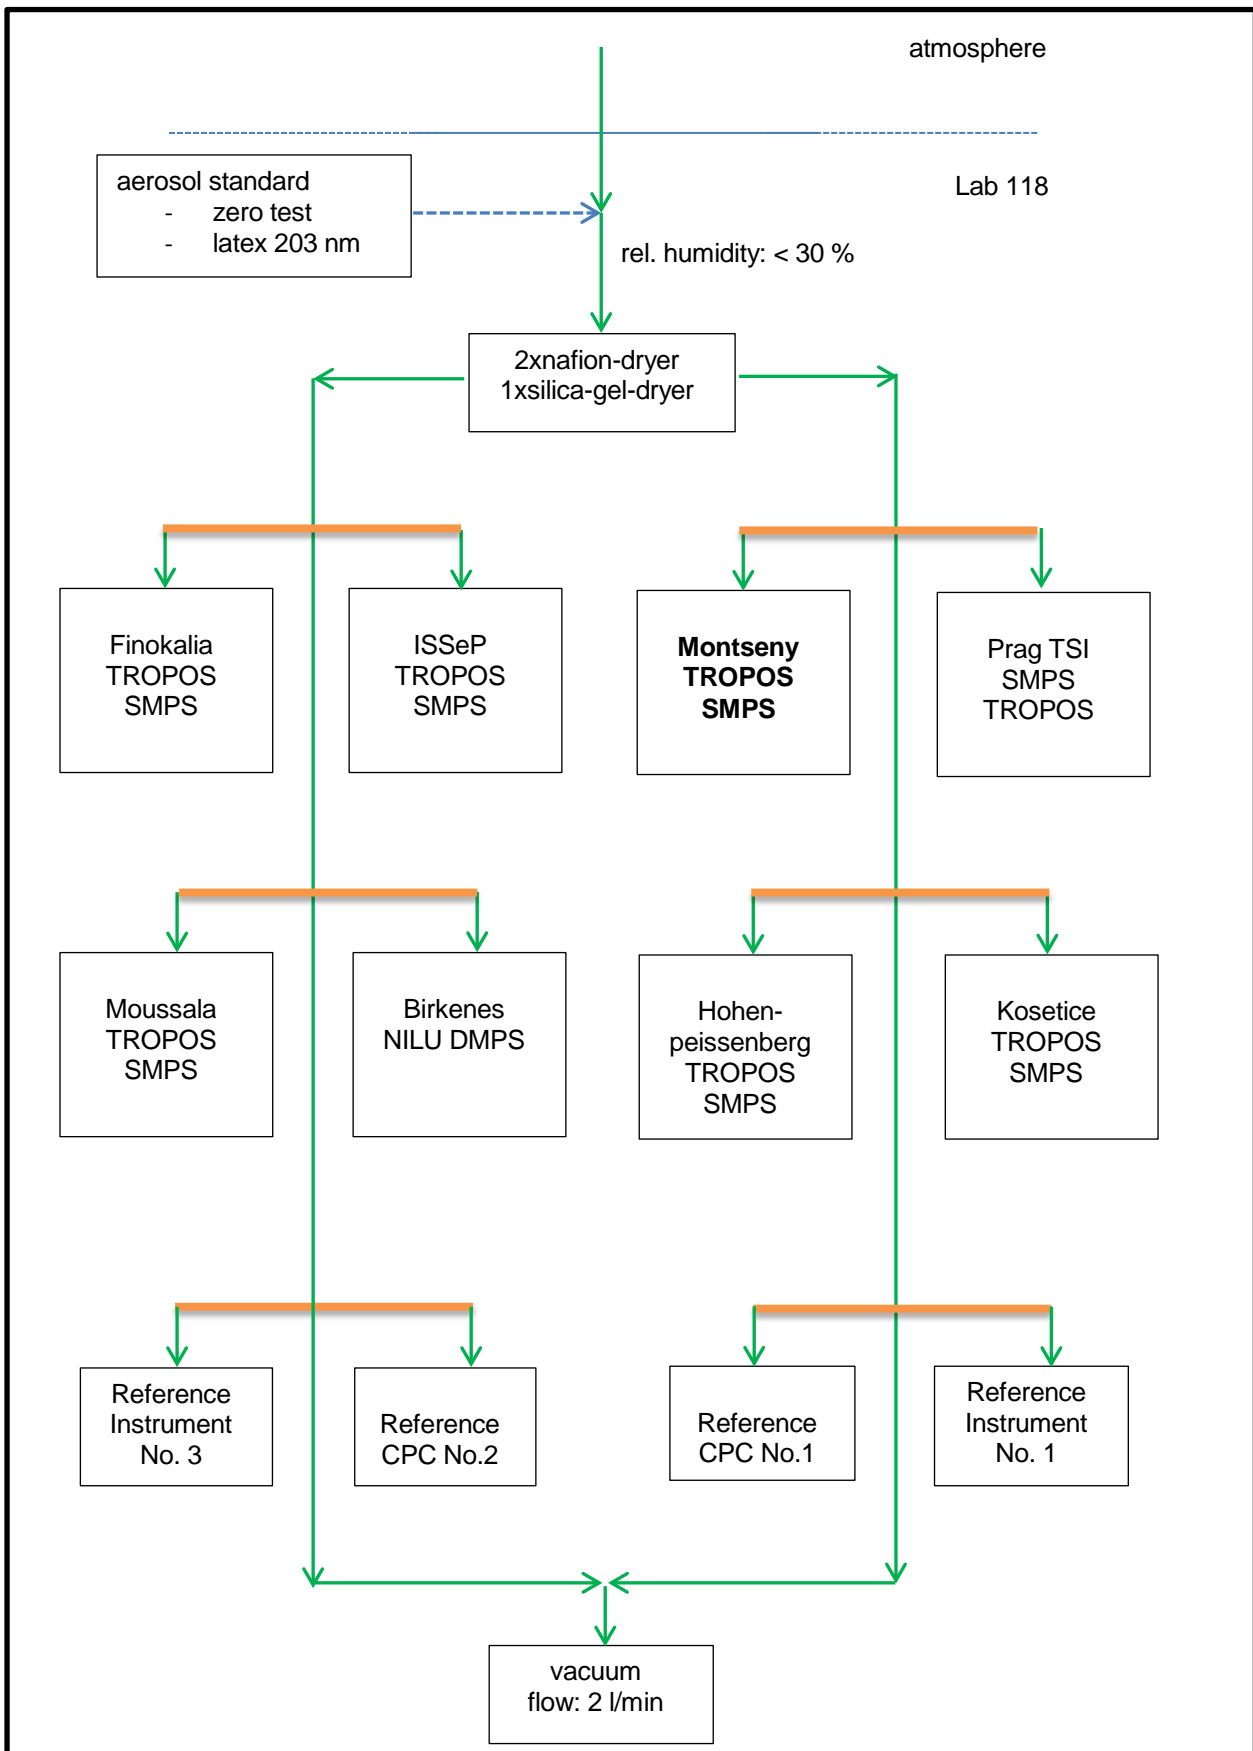 atmosphere
Lab 118
aerosol standard
- zero test
- latex 203 nm
rel. humidity: < 30 %
2xnafion-dryer
1xsilica-gel-dryer
Finokalia
TROPOS
SMPS
ISSeP
TROPOS
SMPS
Montseny
TROPOS
SMPS
Prag TSI
SMPS
TROPOS
Moussala
TROPOS
SMPS
Birkenes
NILU DMPS
Hohen-
peissenberg
TROPOS
SMPS
Kosetice
TROPOS
SMPS
Reference
Instrument
No. 3
Reference
CPC No.2
Reference
CPC No.1
Reference
Instrument
No. 1
vacuum
flow: 2 l/min